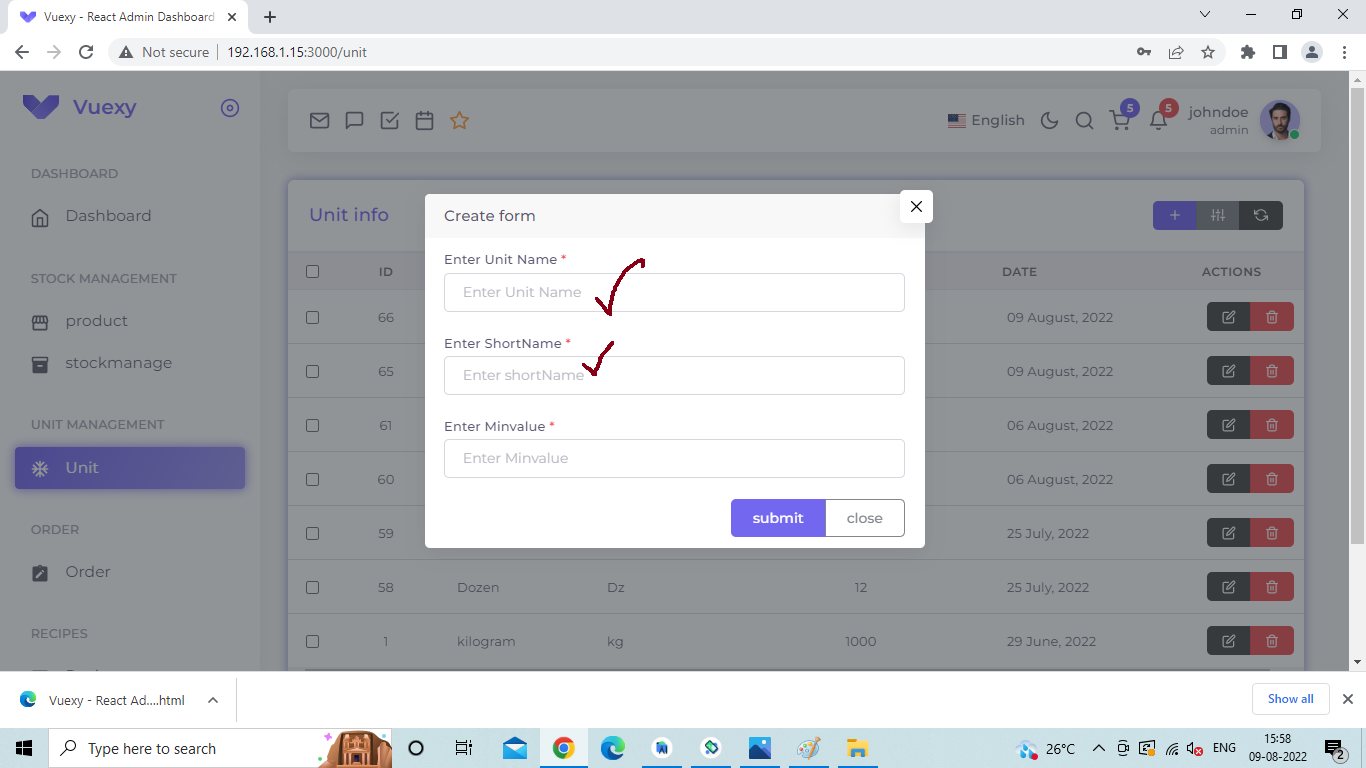 Vuexy - React Admin Dashboard
Not secure 192.168.1.15:3000/unit
Vuexy
5 5
English johndoe
admin
DASHBOARD
Dashboard
STOCK MANAGEMENT
product
stockmanage
UNIT MANAGEMENT
Unit
ORDER
Order
RECIPES
Unit info
ID DATE ACTIONS
66 09 August, 2022
65 09 August, 2022
61 06 August, 2022
60 06 August, 2022
59 25 July, 2022
58 Dozen Dz 12 25 July, 2022
1 kilogram kg 1000 29 June, 2022
Create form
Enter Unit Name *
Enter Unit Name
Enter ShortName *
Enter shortName
Enter Minvalue *
Enter Minvalue
submit close
Vuexy - React Ad....html Show all
Type here to search 26°C ENG 15:58
09-08-2022 2